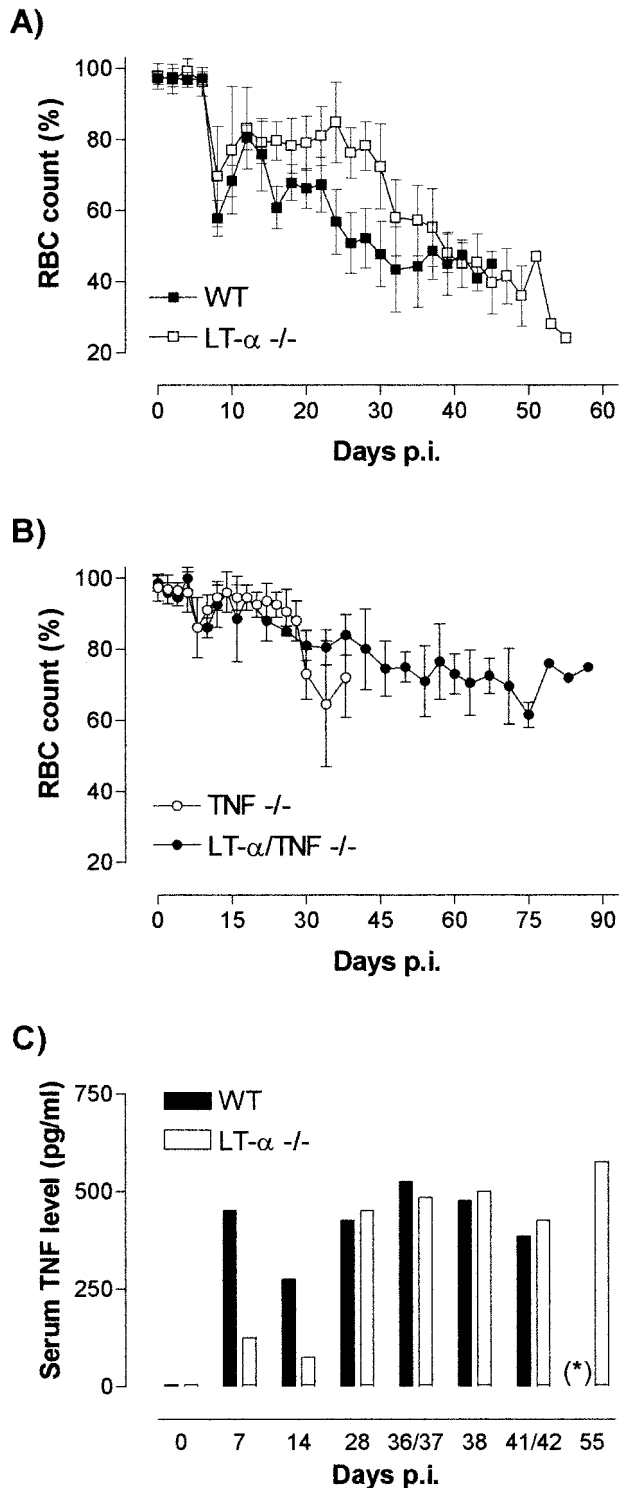 A)
RBC count (%)
100
80
60
40
20
WT
LT-α -/-
0 10 20 30 40 50 60
Days p.i.
B)
RBC count (%)
100
80
60
40
20
TNF -/-
LT-α/TNF -/-
0 15 30 45 60 75 90
Days p.i.
C)
Serum TNF level (pg/ml)
750
500
250
0
WT
LT-α -/-
(*)
0 7 14 28 36/37 38 41/42 55
Days p.i.